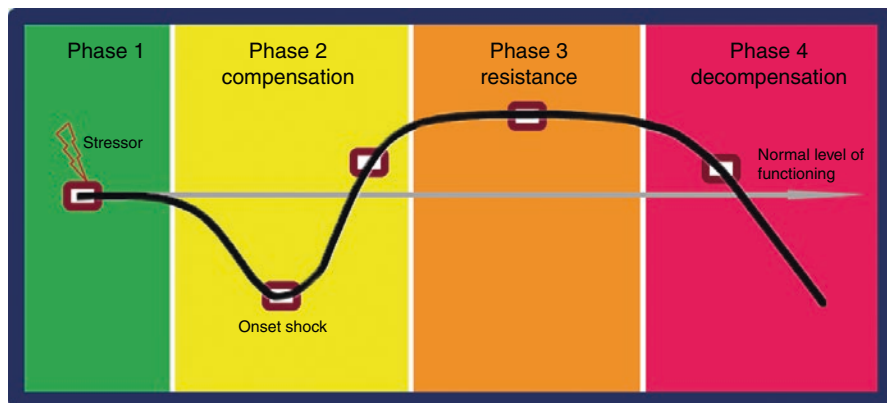 Phase 1
Phase 2
compensation
Phase 3
resistance
Phase 4
decompensation
Stressor
Normal level of
functioning
Onset shock